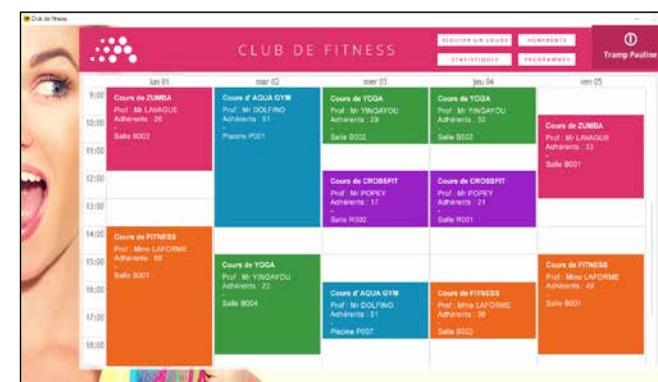 Club de fitness
CLUB DE FITNESS
AJOUTER UN COURS
ADHERENTS
STATISTIQUES
PROGRAMMES
Tramp Pauline
lun 01
mar 02
mer 03
jeu 04
ven 05
9:00
10:00
11:00
12:00
13:00
14:00
15:00
16:00
17:00
18:00
Cours de ZUMBA
Prof : Mr LAVAGUE
Adhérents : 20
-
Salle B003
Cours de FITNESS
Prof : Mme LAFORME
Adhérents : 68
-
Salle B001
Cours d'AQUA GYM
Prof : Mr DOLFINO
Adhérents : 51
-
Piscine P001
Cours de YOGA
Prof : Mr YINGAYOU
Adhérents : 22
-
Salle B004
Cours de YOGA
Prof : Mr YINGAYOU
Adhérents : 29
-
Salle B002
Cours de CROSSFIT
Prof : Mr POPEY
Adhérents : 17
-
Salle R002
Cours d'AQUA GYM
Prof : Mr DOLFINO
Adhérents : 51
-
Piscine P007
Cours de YOGA
Prof : Mr YINGAYOU
Adhérents : 33
-
Salle B002
Cours de CROSSFIT
Prof : Mr POPEY
Adhérents : 21
-
Salle R001
Cours de FITNESS
Prof : Mme LAFORME
Adhérents : 36
-
Salle B002
Cours de ZUMBA
Prof : Mr LAVAGUE
Adhérents : 33
-
Salle B001
Cours de FITNESS
Prof : Mme LAFORME
Adhérents : 49
-
Salle B001